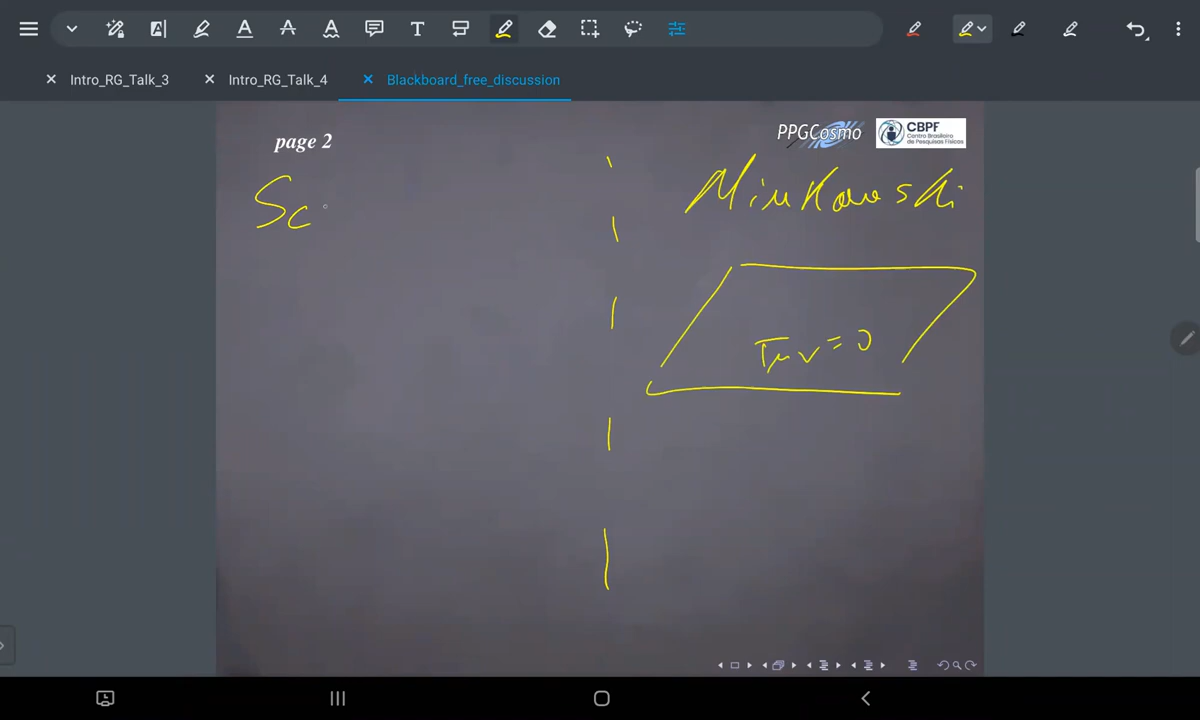 Intro_RG_Talk_3
Intro_RG_Talk_4
Blackboard_free_discussion
page 2
PPGCosmo
CBPF
Centro Brasileiro
de Pesquisas Físicas
Sc
Minkowski
Tμν = 0